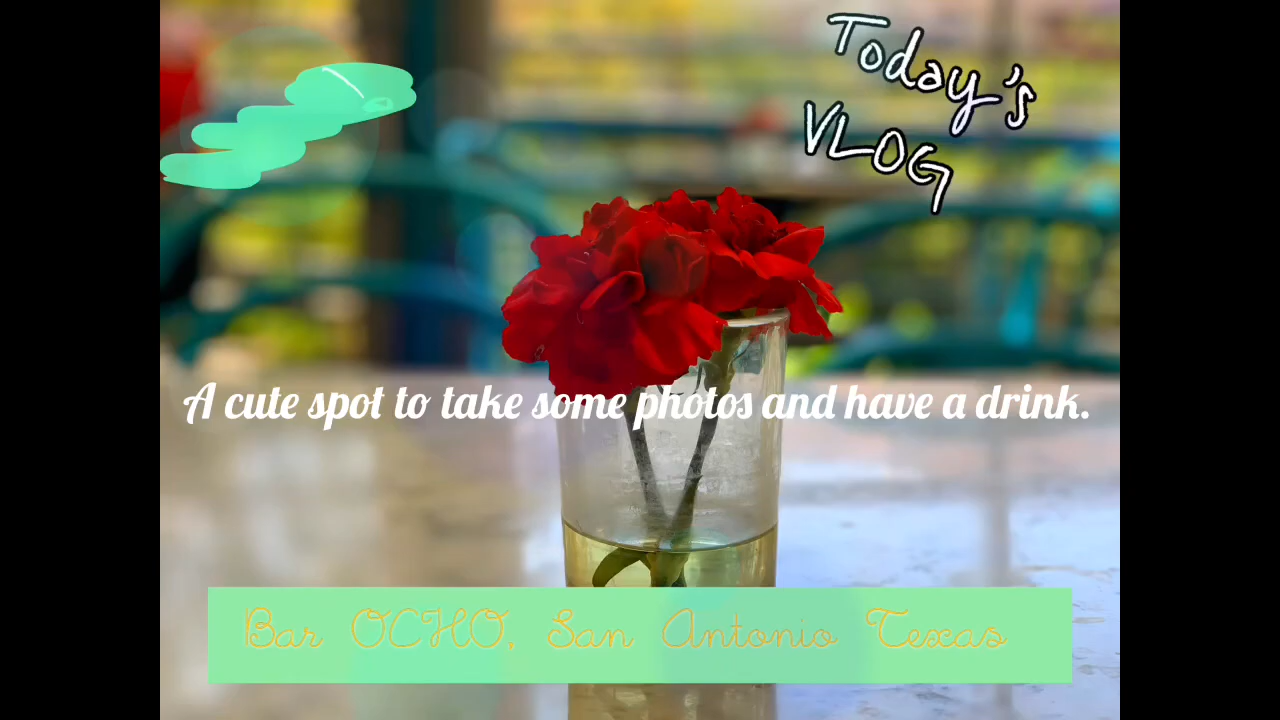 Today's
VLOG
A cute spot to take some photos and have a drink.
Bar OCHO, San Antonio Texas